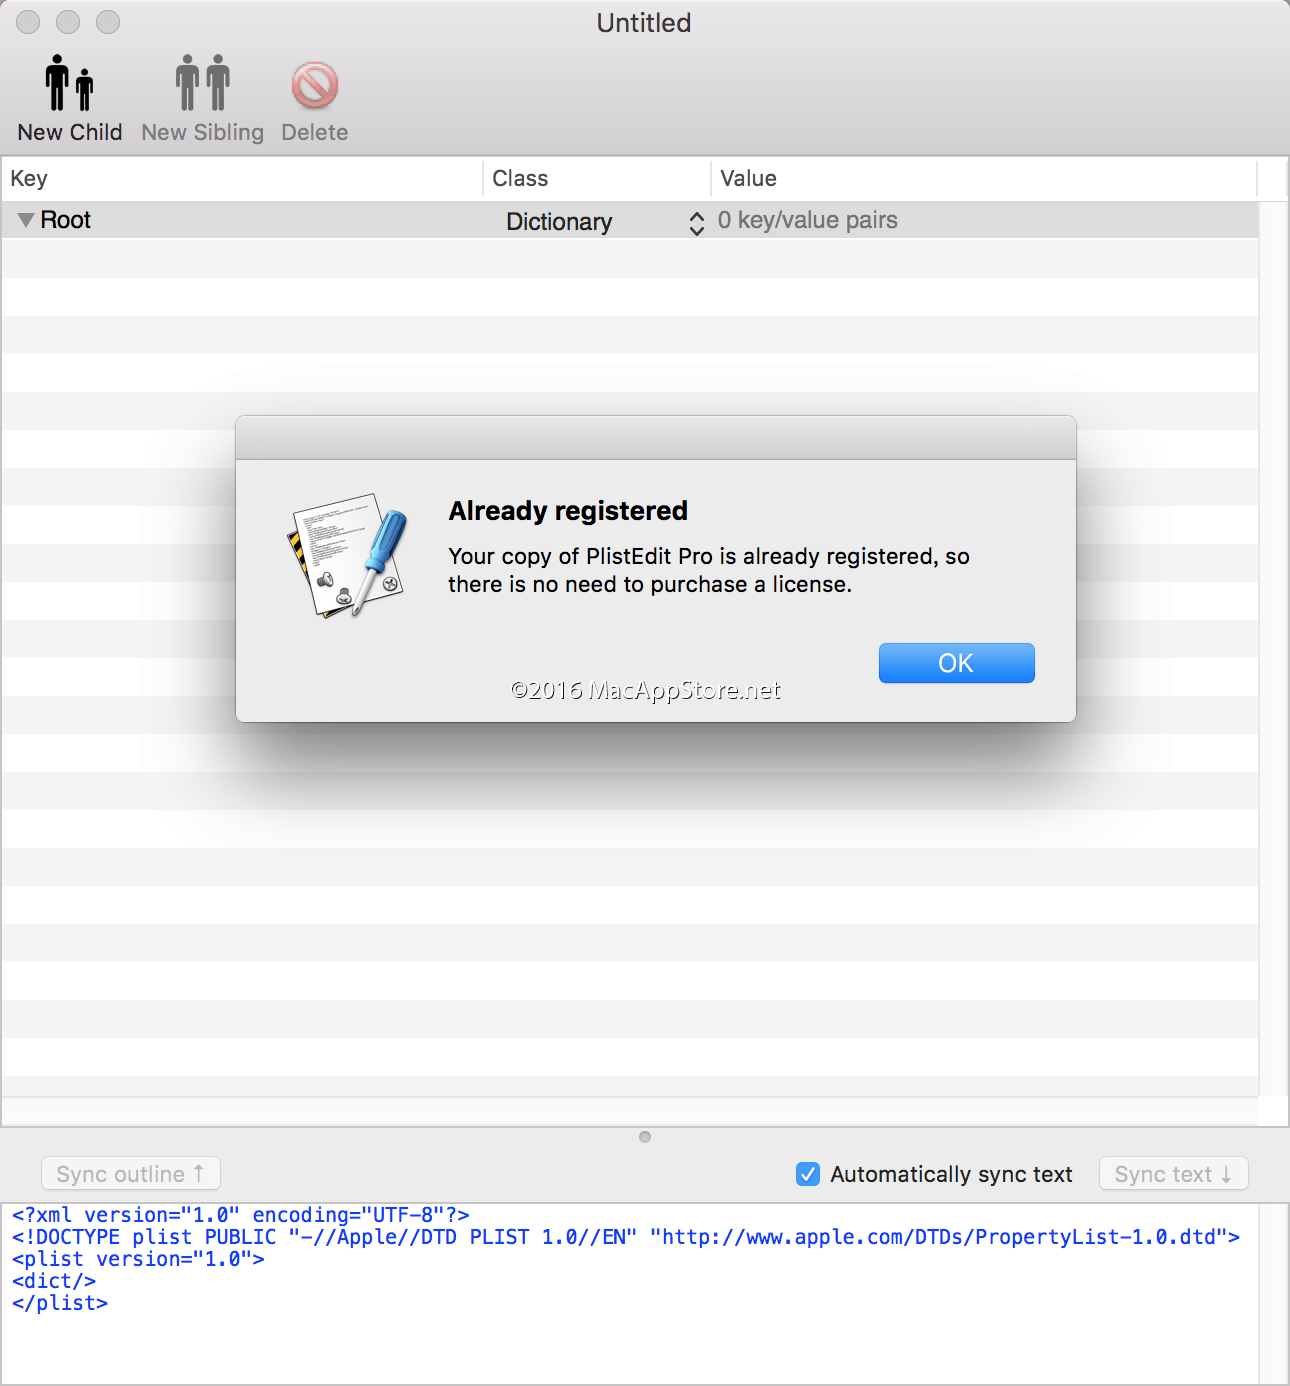 Untitled
New Child
New Sibling
Delete
Key
Class
Value
Root
Dictionary
0 key/value pairs
Already registered
Your copy of PlistEdit Pro is already registered, so
there is no need to purchase a license.
OK
©2016 MacAppStore.net
Sync outline ↑
Automatically sync text
Sync text ↓
<?xml version="1.0" encoding="UTF-8"?>
<!DOCTYPE plist PUBLIC "-//Apple//DTD PLIST 1.0//EN" "http://www.apple.com/DTDs/PropertyList-1.0.dtd">
<plist version="1.0">
<dict/>
</plist>